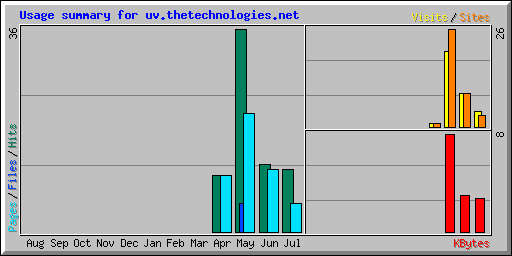 Usage summary for uv.thetechnologies.net
Visits/Sites
36
26
8
Pages/Files/Hits
Aug Sep Oct Nov Dec Jan Feb Mar Apr May Jun Jul
KBytes